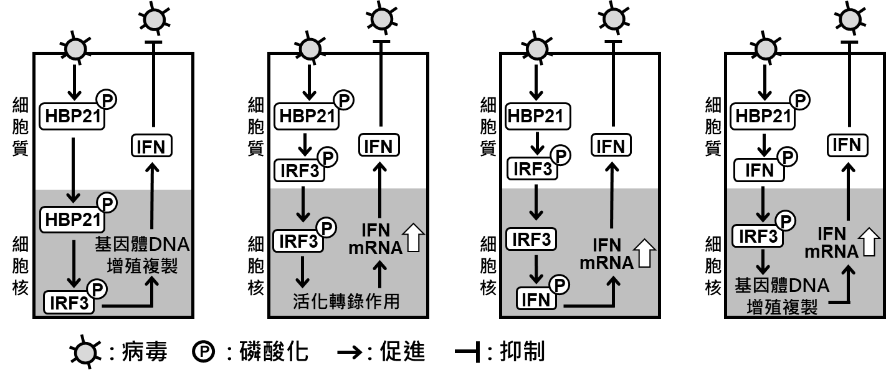 細胞質
HBP21 P
IFN
細胞核
HBP21 P
基因體DNA
增殖複製
IRF3 P
細胞質
HBP21 P
IRF3 P
IFN
細胞核
IRF3 P
IFN
mRNA
活化轉錄作用
細胞質
HBP21
IRF3 P
IFN
細胞核
IRF3
IFN
mRNA
IFN P
細胞質
HBP21 P
IFN P
IFN
細胞核
IRF3 P
IFN
mRNA
基因體DNA
增殖複製
:病毒 P :磷酸化 :促進 :抑制